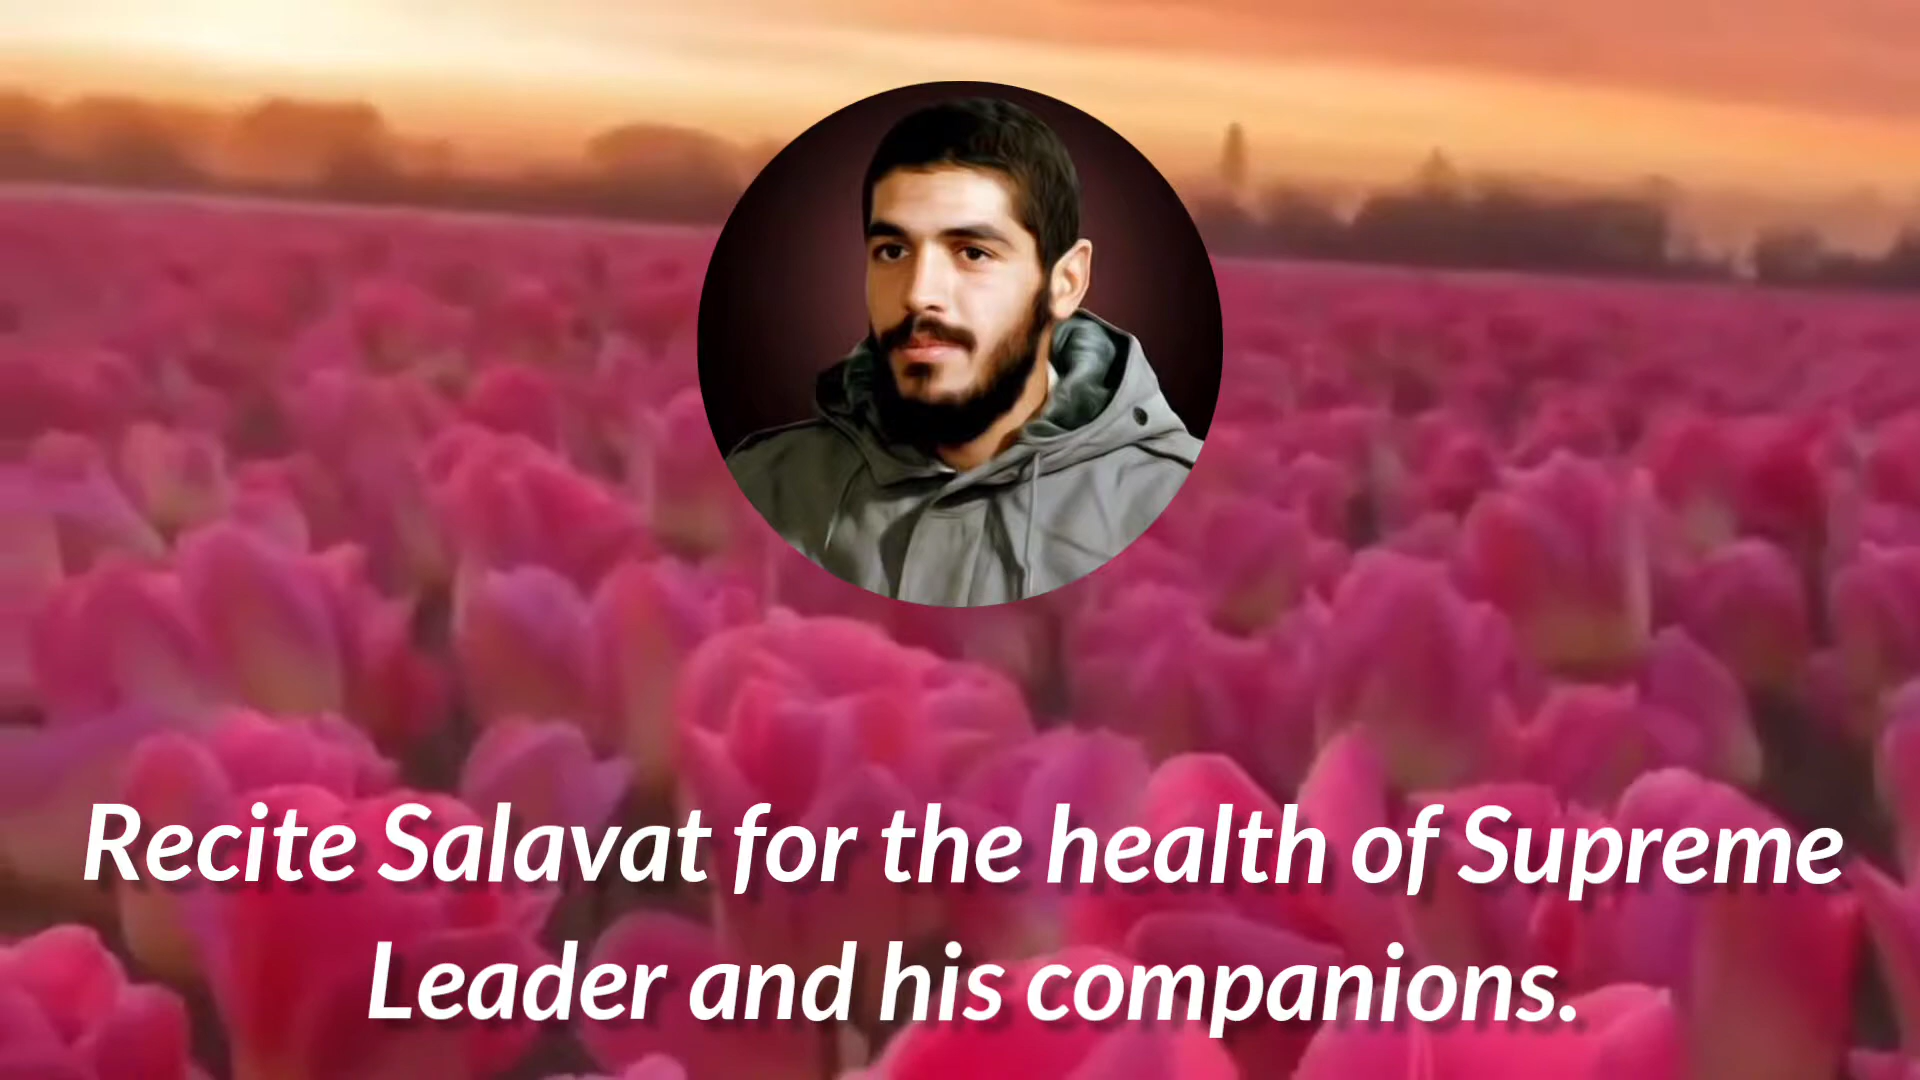 Recite Salavat for the health of Supreme
Leader and his companions.